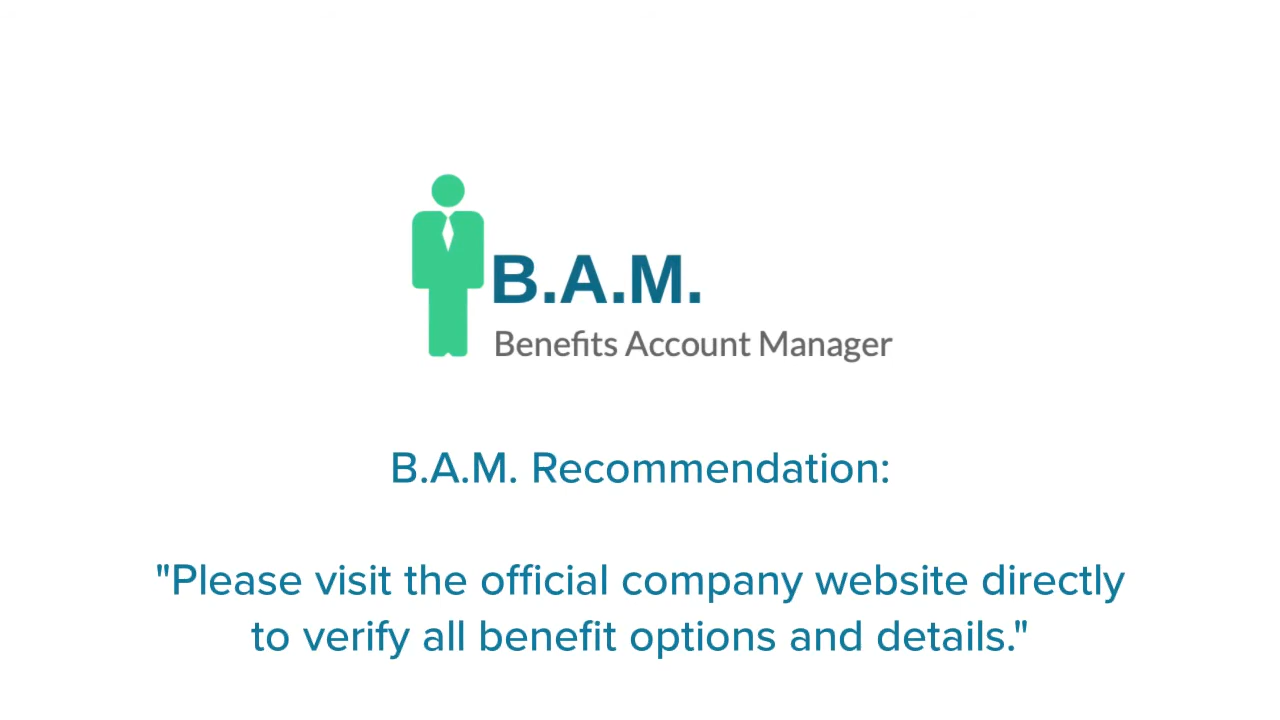 B.A.M.
Benefits Account Manager
B.A.M. Recommendation:
"Please visit the official company website directly
to verify all benefit options and details."